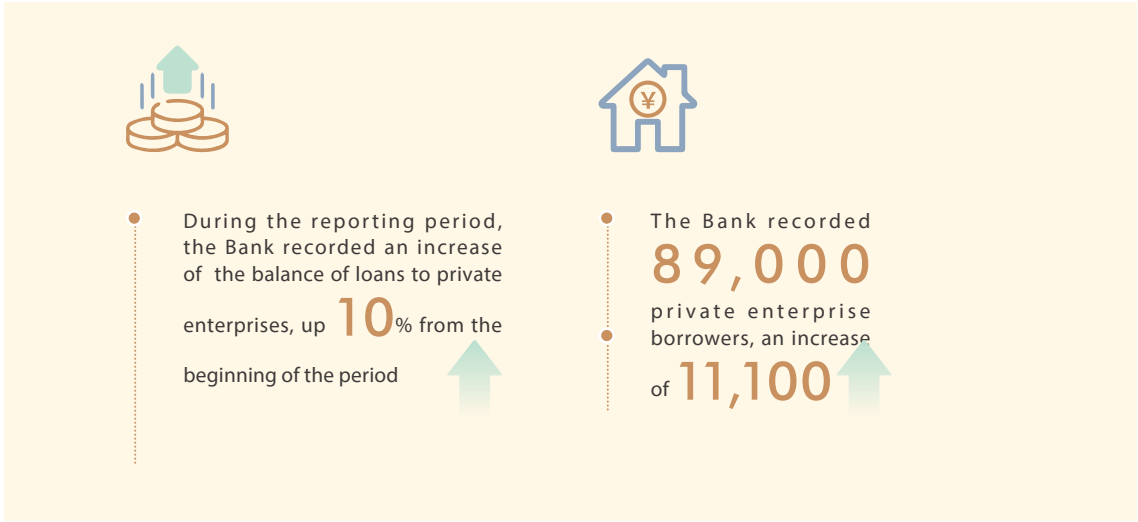 ¥
During the reporting period,
the Bank recorded an increase
of the balance of loans to private
enterprises, up 10% from the
beginning of the period
The Bank recorded
89,000
private enterprise
borrowers, an increase
of 11,100